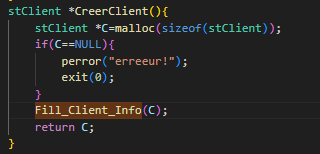 stClient *CreerClient(){
    stClient *C=malloc(sizeof(stClient));
    if(C==NULL){
        perror("erreeur!");
        exit(0);
    }
    Fill_Client_Info(C);
    return C;
}